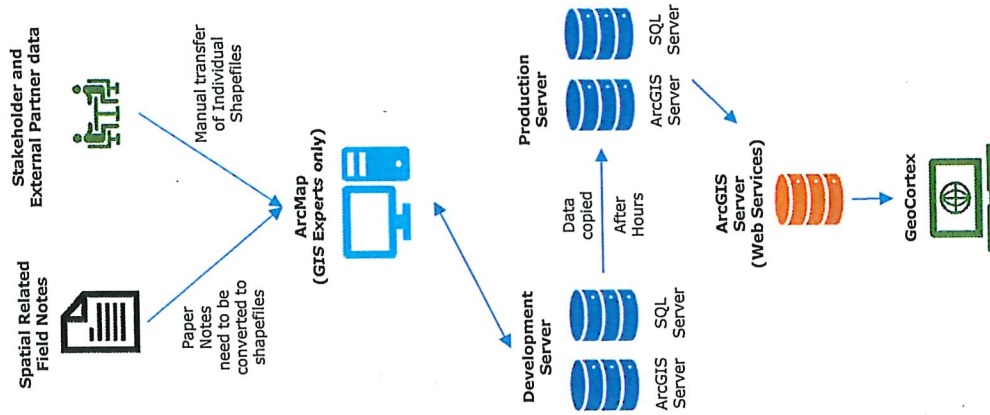 Spatial Related
Field Notes
Stakeholder and
External Partner data
Paper
Notes
need to be
converted to
shapefiles
Manual transfer
of Individual
Shapefiles
ArcMap
(GIS Experts only)
Development
Server
ArcGIS
Server
SQL
Server
Data
copied
After
Hours
Production
Server
ArcGIS
Server
SQL
Server
ArcGIS
Server
(Web Services)
GeoCortex